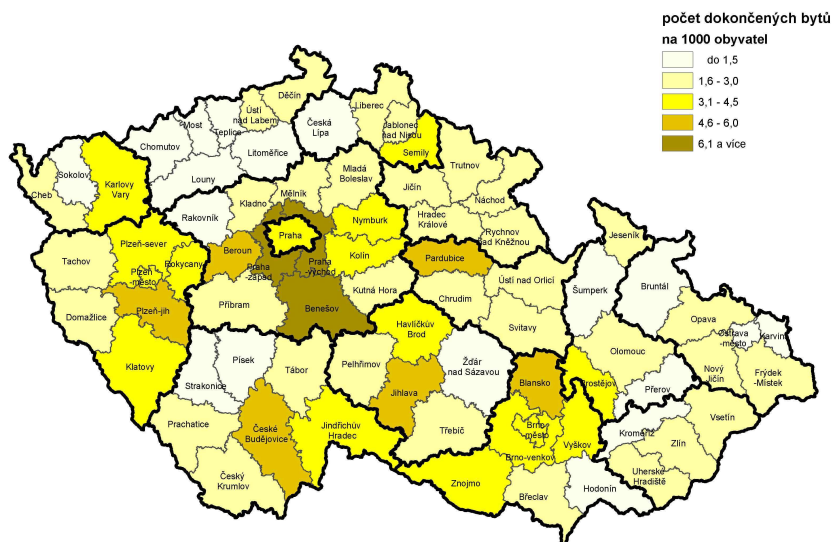 počet dokončených bytů
na 1000 obyvatel
do 1,5
1,6 - 3,0
3,1 - 4,5
4,6 - 6,0
6,1 a více
Děčín
Ústí
nad Labem
Liberec
Česká
Lípa
Most
Teplice
Jablonec
nad Nisou
Chomutov
Semily
Litoměřice
Trutnov
Sokolov
Mladá
Boleslav
Karlovy
Vary
Louny
Jičín
Cheb
Mělník
Náchod
Kladno
Rakovník
Hradec
Králové
Nymburk
Praha
Rychnov
nad Kněžnou
Jeseník
Plzeň-sever
Beroun
Rokycany
Kolín
Pardubice
Tachov
Praha
-západ
Praha
východ
Plzeň
-město
Ústí nad Orlicí
Šumperk
Bruntál
Kutná Hora
Chrudim
Příbram
Benešov
Opava
Plzeň-jih
Domažlice
Havlíčkův
Brod
Svitavy
Ostrava
-město
Karviná
Olomouc
Písek
Pelhřimov
Žďár
nad Sázavou
Klatovy
Tábor
Nový
Jičín
Frýdek
-Místek
Strakonice
Blansko
Jihlava
Prostějov
Přerov
Vsetín
Prachatice
Jindřichův
Hradec
České
Budějovice
Třebíč
Brno
-město
Kroměříž
Vyškov
Zlín
Brno-venkov
Uherské
Hradiště
Český
Krumlov
Znojmo
Hodonín
Břeclav